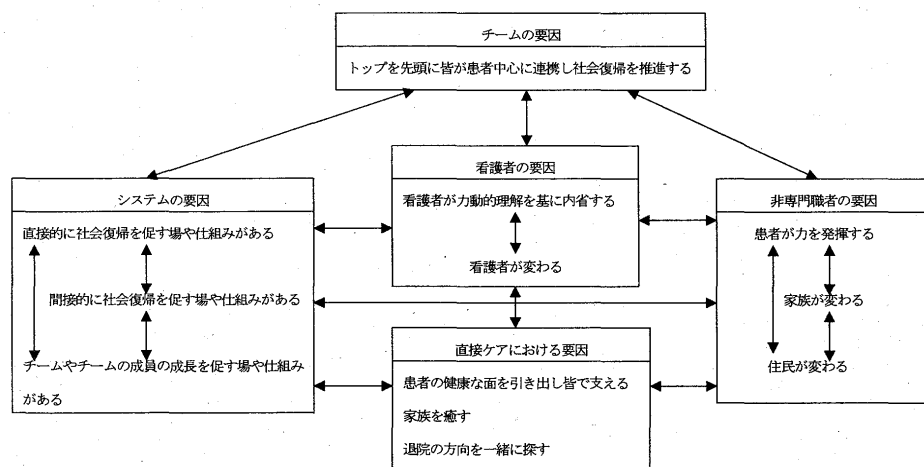 チームの要因
トップを先頭に皆が患者中心に連携し社会復帰を推進する
看護者の要因
看護者が力動的理解を基に内省する
看護者が変わる
システムの要因
直接的に社会復帰を促す場や仕組みがある
間接的に社会復帰を促す場や仕組みがある
チームやチームの成員の成長を促す場や仕組み
がある
非専門職者の要因
患者が力を発揮する
家族が変わる
住民が変わる
直接ケアにおける要因
患者の健康な面を引き出し皆で支える
家族を癒す
退院の方向を一緒に探す